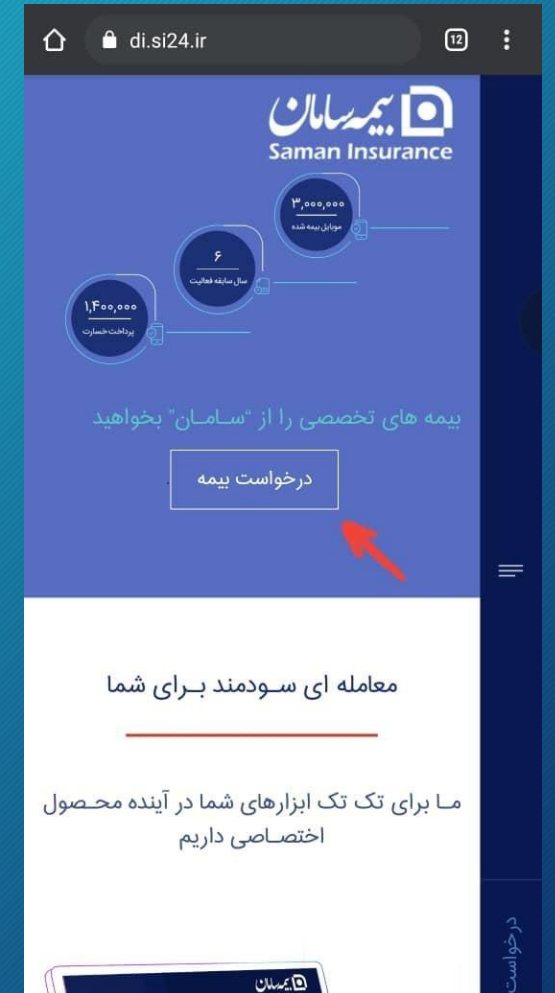 di.si24.ir
12
بیمه سامان
Saman Insurance
۳,۰۰۰,۰۰۰
موبایل بیمه شده
۶
سال سابقه فعالیت
۱,۴۰۰,۰۰۰
پرداخت خسارت
بیمه های تخصصی را از “سـامـان” بخواهید
درخواست بیمه
معامله ای سـودمند بـرای شما
مـا برای تک تک ابزارهای شما در آینده محـصول
اختصـاصی داریم
درخواست
بیمه سامان